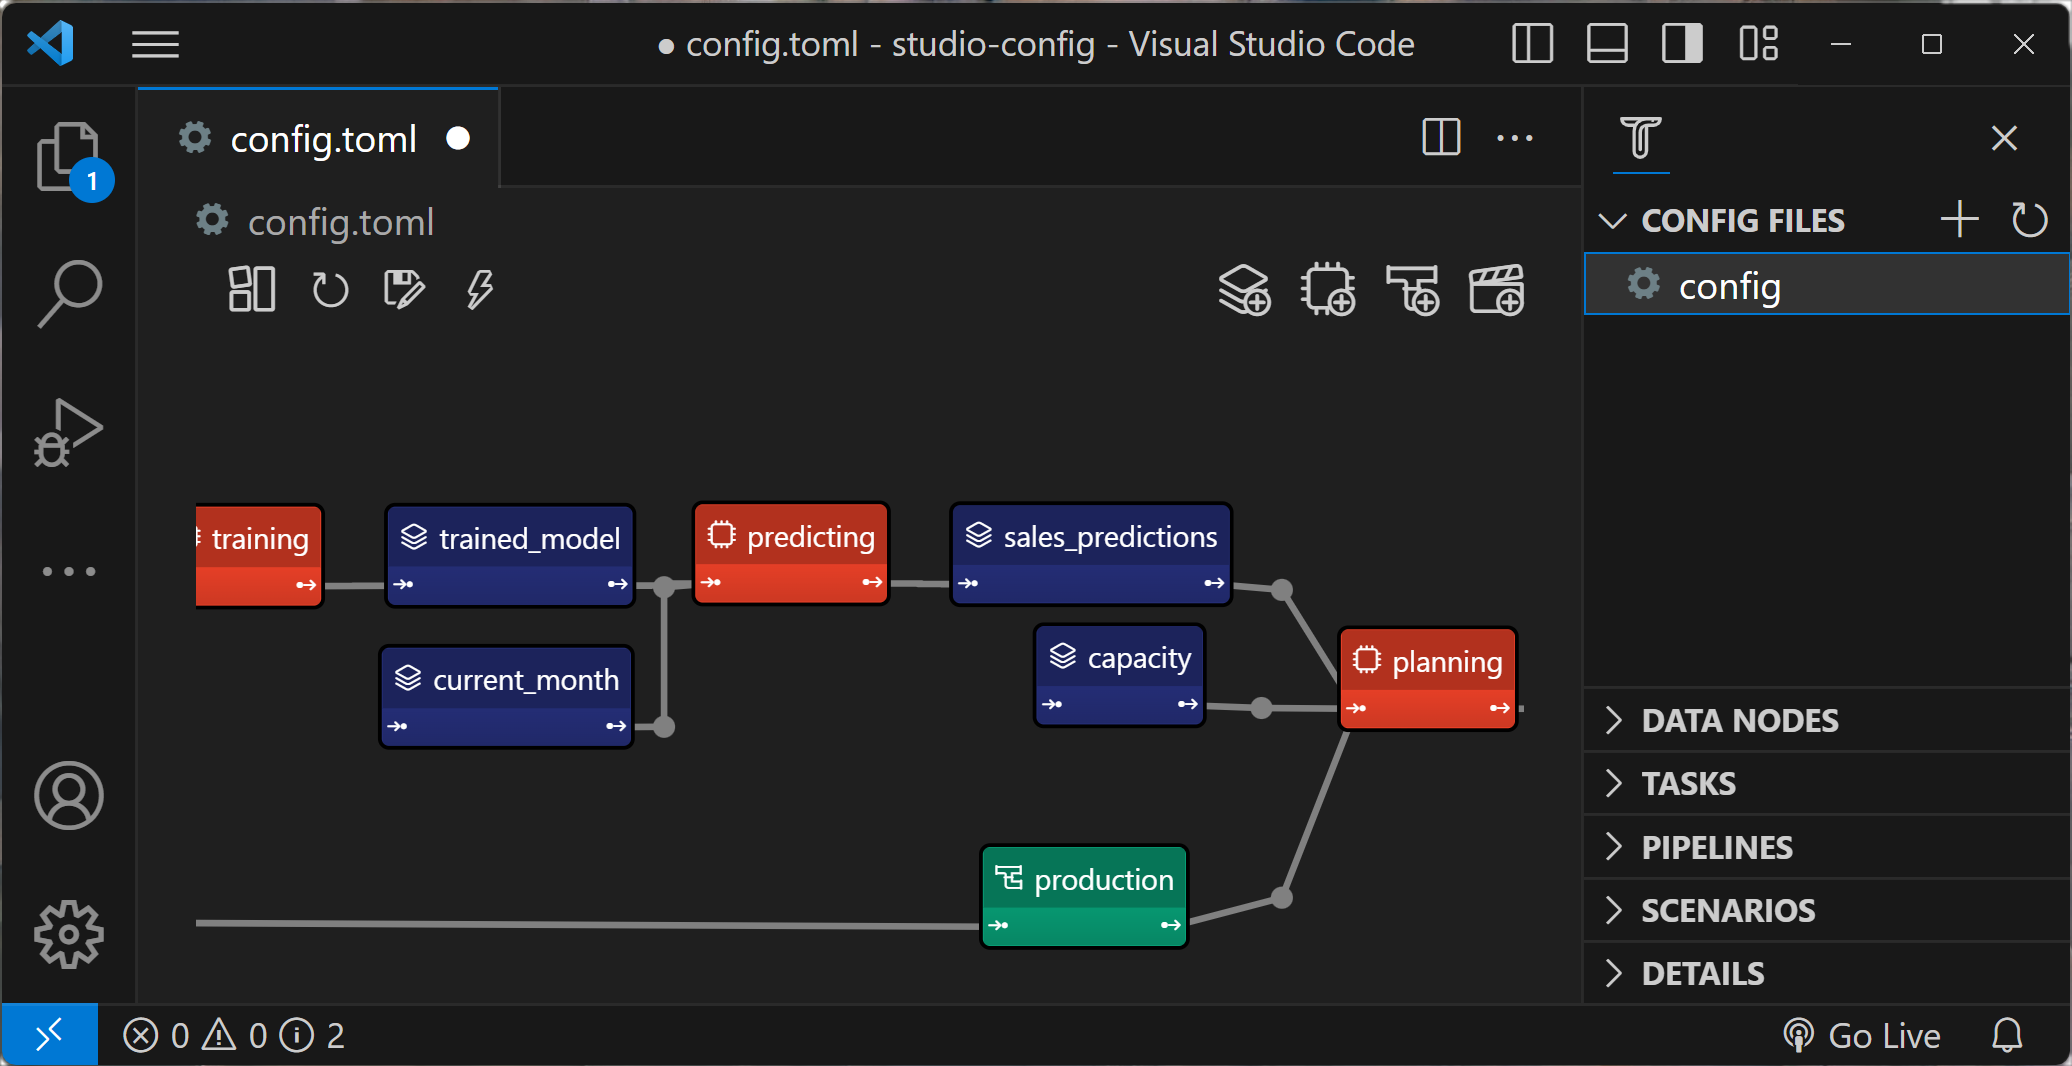 ● config.toml - studio-config - Visual Studio Code
config.toml
1
config.toml
CONFIG FILES
config
training
trained_model
predicting
sales_predictions
current_month
capacity
planning
production
DATA NODES
TASKS
PIPELINES
SCENARIOS
DETAILS
0 0 2
Go Live